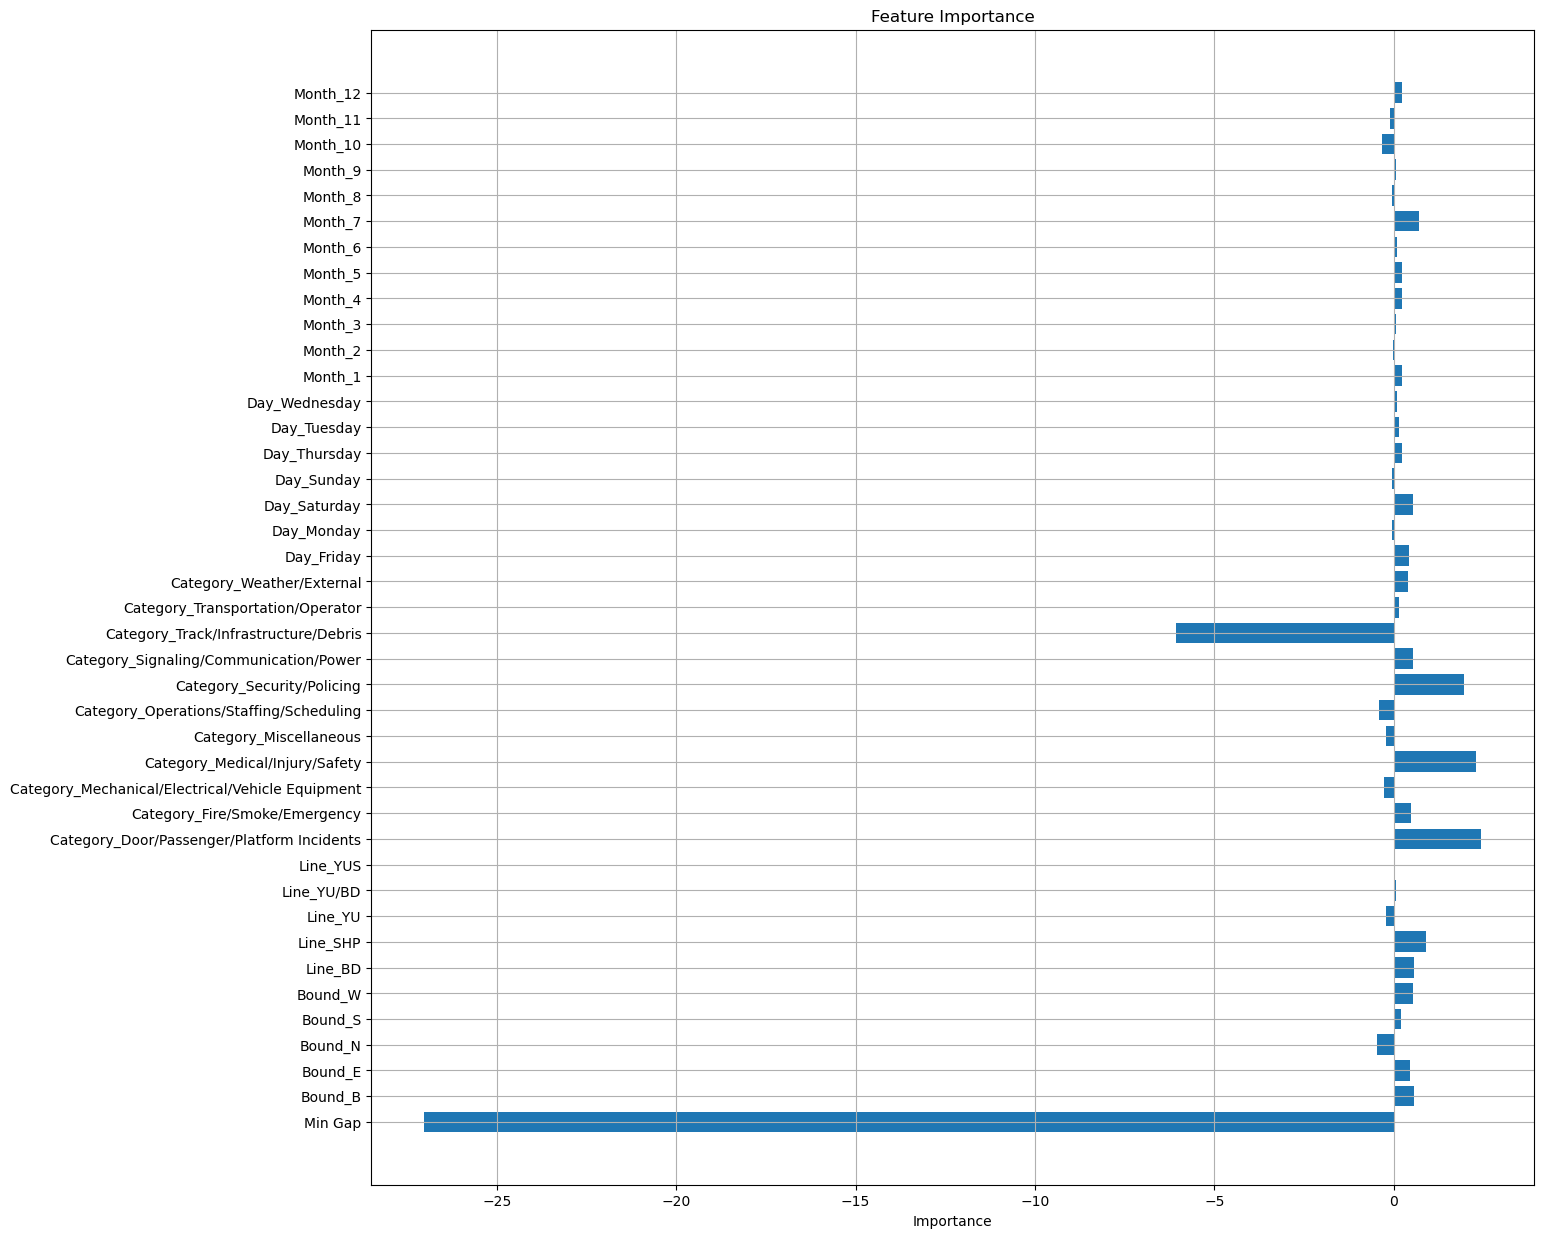 Feature Importance
Month_12
Month_11
Month_10
Month_9
Month_8
Month_7
Month_6
Month_5
Month_4
Month_3
Month_2
Month_1
Day_Wednesday
Day_Tuesday
Day_Thursday
Day_Sunday
Day_Saturday
Day_Monday
Day_Friday
Category_Weather/External
Category_Transportation/Operator
Category_Track/Infrastructure/Debris
Category_Signaling/Communication/Power
Category_Security/Policing
Category_Operations/Staffing/Scheduling
Category_Miscellaneous
Category_Medical/Injury/Safety
Category_Mechanical/Electrical/Vehicle Equipment
Category_Fire/Smoke/Emergency
Category_Door/Passenger/Platform Incidents
Line_YUS
Line_YU/BD
Line_YU
Line_SHP
Line_BD
Bound_W
Bound_S
Bound_N
Bound_E
Bound_B
Min Gap
−25 −20 −15 −10 −5 0
Importance